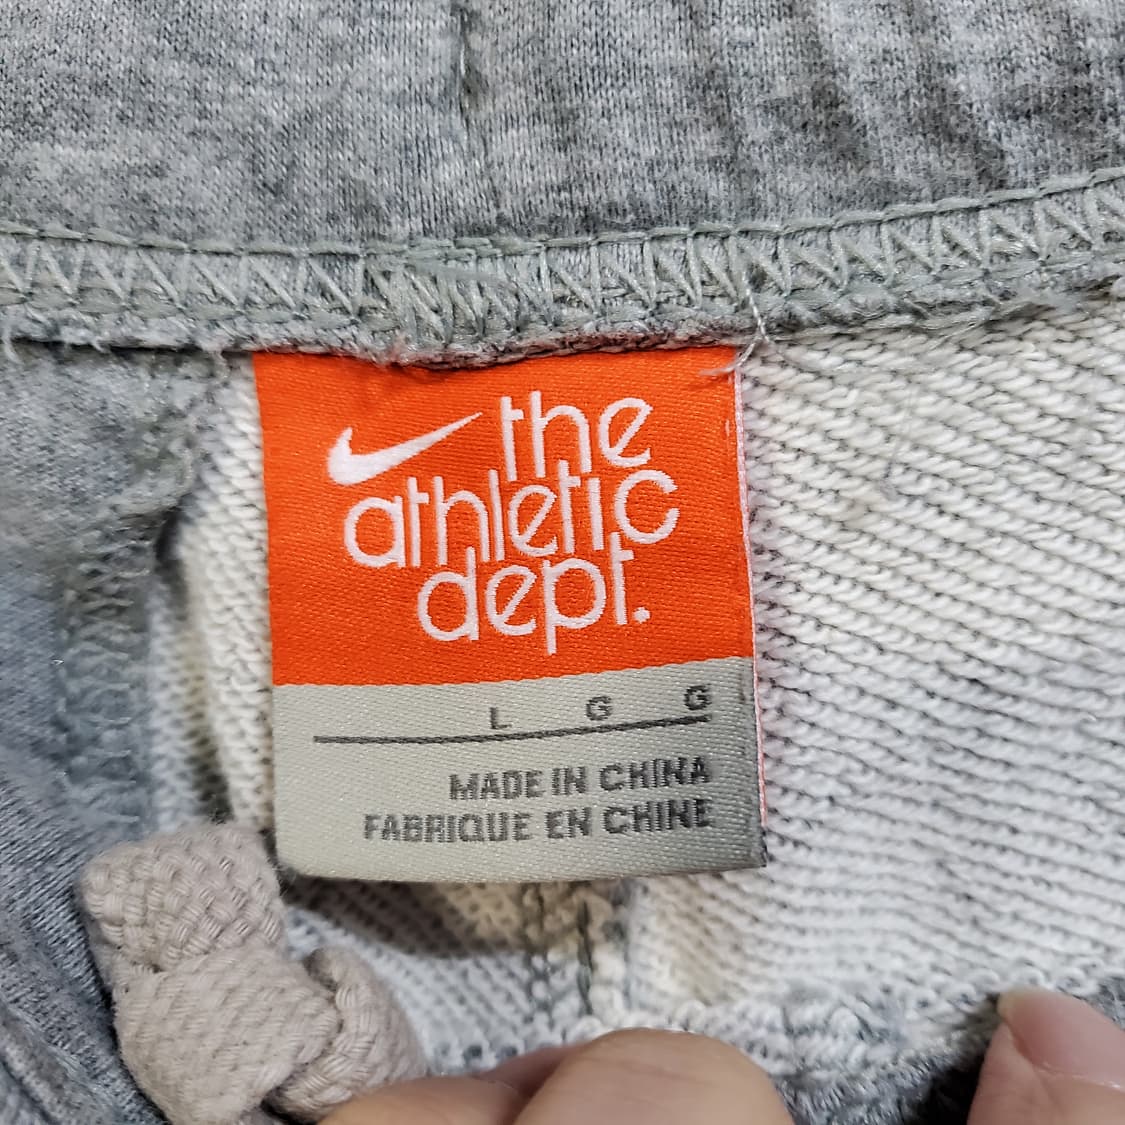 the
athletic
dept.
L G G
MADE IN CHINA
FABRIQUE EN CHINE